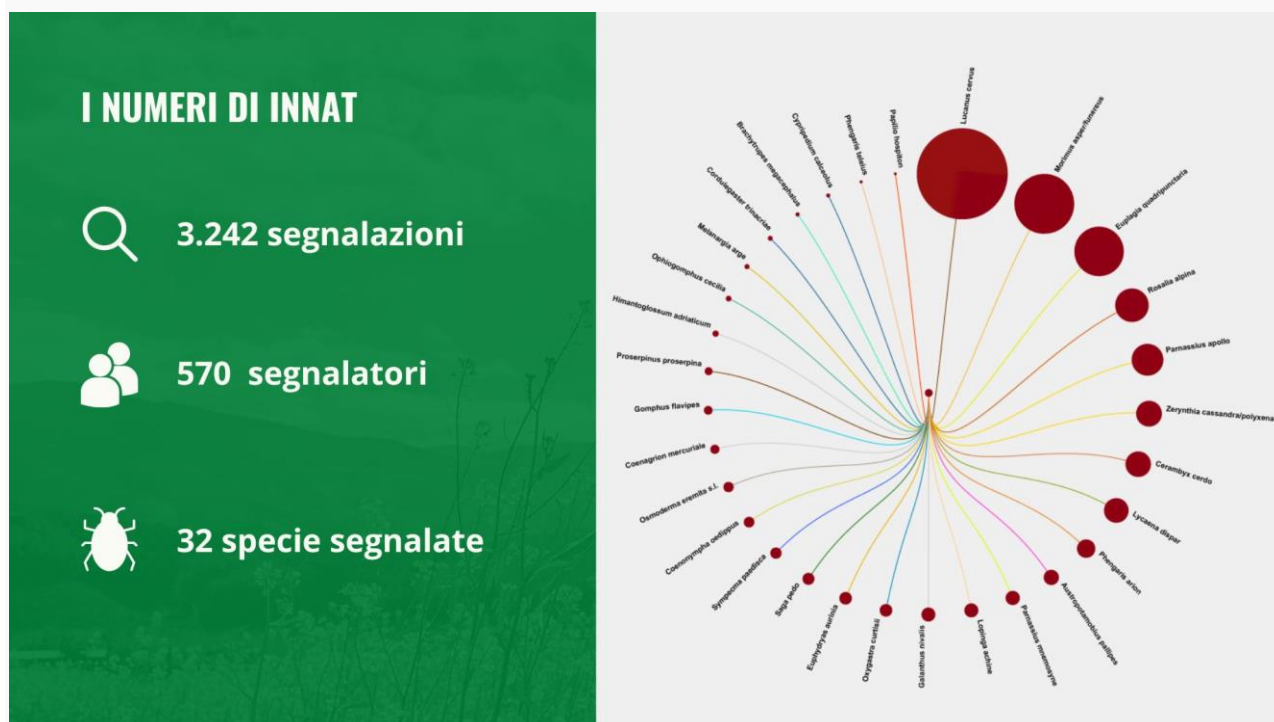 I NUMERI DI INNAT
3.242 segnalazioni
570 segnalatori
32 specie segnalate
Lucanus cervus
Morimus asper/funereus
Euplagia quadripunctaria
Rosalia alpina
Parnassius apollo
Zerynthia cassandra/polyxena
Cerambyx cerdo
Lycaena dispar
Phengaris arion
Austropotamobius pallipes
Parnassius mnemosyne
Lopinga achine
Galanthus nivalis
Oxygastra curtisii
Euphydryas aurinia
Saga pedo
Sympecma paedisca
Coenonympha oedippus
Osmoderma eremita s.l.
Coenagrion mercuriale
Gomphus flavipes
Proserpinus proserpina
Himantoglossum adriaticum
Ophiogomphus cecilia
Melanargia arge
Cordulegaster trinacriae
Brachytrupes megacephalus
Cypripedium calceolus
Phengaris teleius
Papilio hospiton